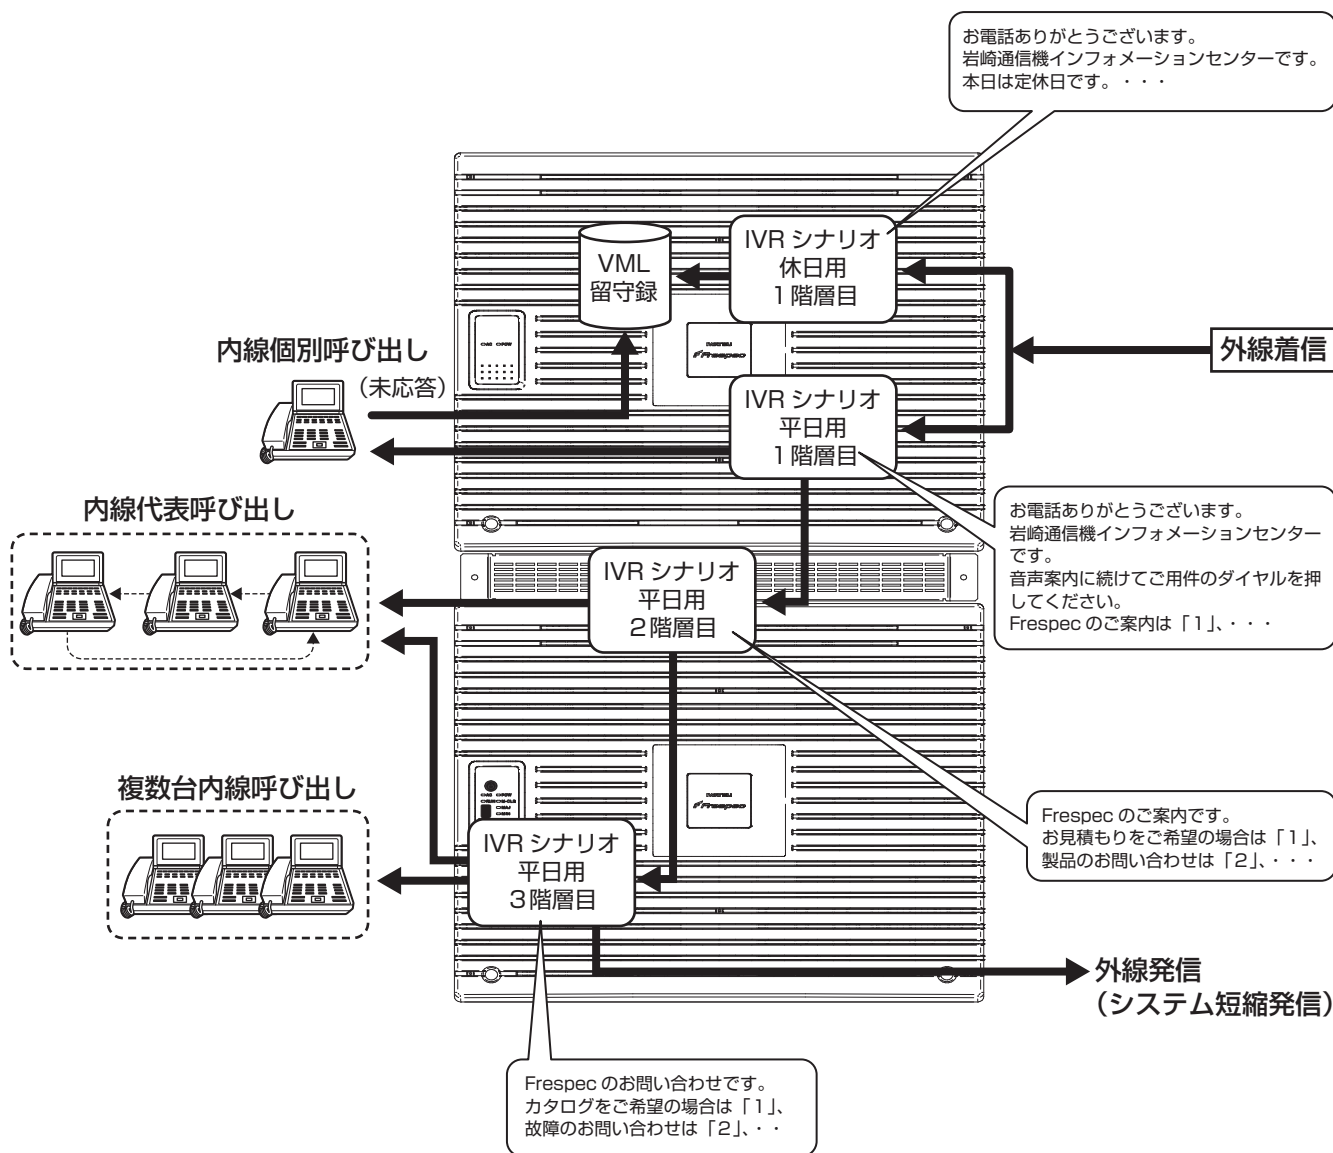 お電話ありがとうございます。
岩崎通信機インフォメーションセンターです。
本日は定休日です。・・・
IVR シナリオ
休日用
1階層目
VML
留守録
外線着信
内線個別呼び出し
（未応答）
IVR シナリオ
平日用
1階層目
Frespec
お電話ありがとうございます。
岩崎通信機インフォメーションセンター
です。
音声案内に続けてご用件のダイヤルを押
してください。
Frespec のご案内は「1」、・・・
内線代表呼び出し
IVR シナリオ
平日用
2階層目
Frespec のご案内です。
お見積もりをご希望の場合は「1」、
製品のお問い合わせは「2」、・・・
複数台内線呼び出し
Frespec
IVR シナリオ
平日用
3階層目
外線発信
（システム短縮発信）
Frespec のお問い合わせです。
カタログをご希望の場合は「1」、
故障のお問い合わせは「2」、・・